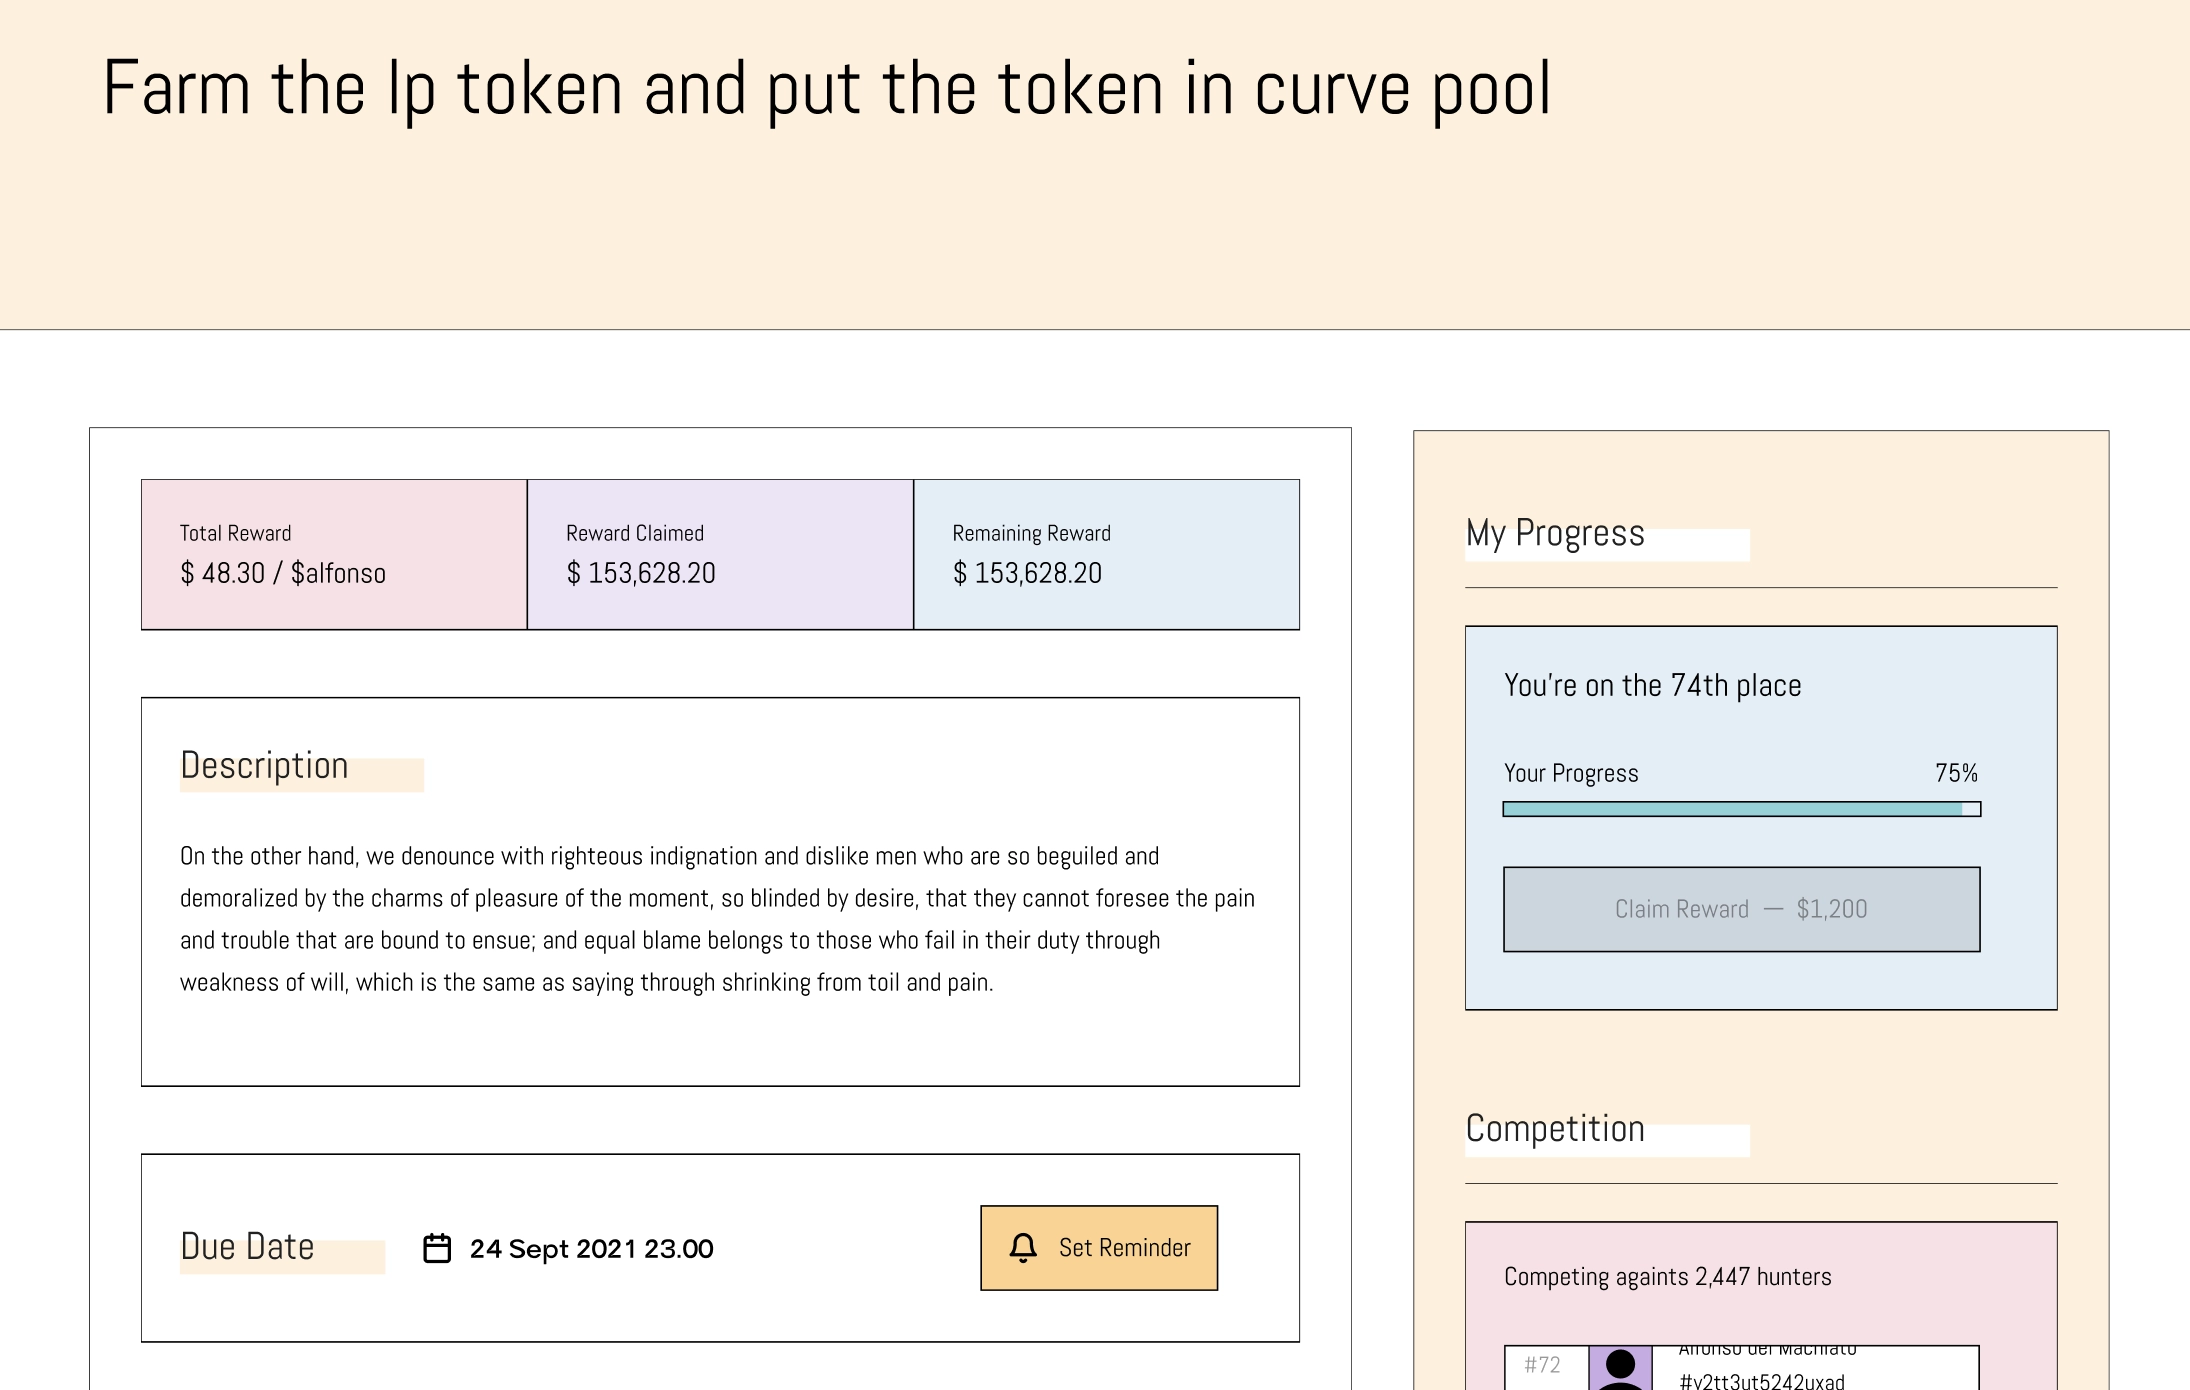 Farm the lp token and put the token in curve pool
Total Reward
$ 48.30 / $alfonso
Reward Claimed
$ 153,628.20
Remaining Reward
$ 153,628.20
Description
On the other hand, we denounce with righteous indignation and dislike men who are so beguiled and
demoralized by the charms of pleasure of the moment, so blinded by desire, that they cannot foresee the pain
and trouble that are bound to ensue; and equal blame belongs to those who fail in their duty through
weakness of will, which is the same as saying through shrinking from toil and pain.
Due Date
24 Sept 2021 23.00
Set Reminder
My Progress
You're on the 74th place
Your Progress
75%
Claim Reward — $1,200
Competition
Competing againts 2,447 hunters
#72
Alfonso del Machiato
#y2tt3ut5242uxad